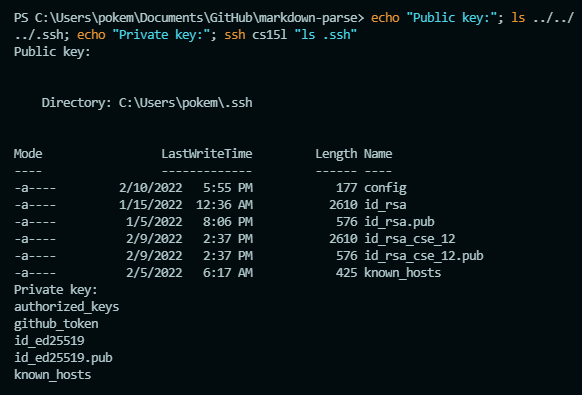 PS C:\Users\pokem\Documents\GitHub\markdown-parse> echo "Public key:"; ls ../../
../.ssh; echo "Private key:"; ssh cs15l "ls .ssh"
Public key:
Directory: C:\Users\pokem\.ssh
Mode LastWriteTime Length Name
---- ------------- ------ ----
-a---- 2/10/2022 5:55 PM 177 config
-a---- 1/15/2022 12:36 AM 2610 id_rsa
-a---- 1/5/2022 8:06 PM 576 id_rsa.pub
-a---- 2/9/2022 2:37 PM 2610 id_rsa_cse_12
-a---- 2/9/2022 2:37 PM 576 id_rsa_cse_12.pub
-a---- 2/5/2022 6:17 AM 425 known_hosts
Private key:
authorized_keys
github_token
id_ed25519
id_ed25519.pub
known_hosts